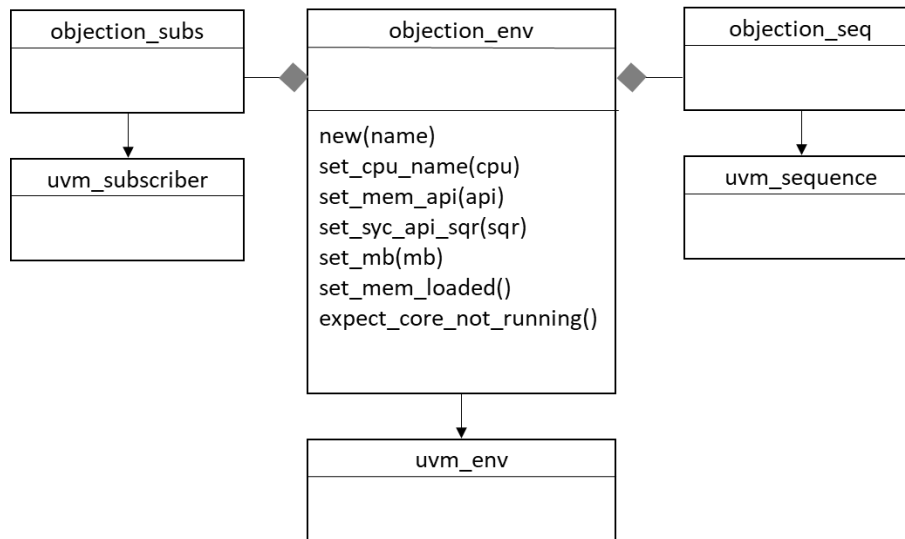 objection_subs
objection_env
objection_seq
new(name)
set_cpu_name(cpu)
set_mem_api(api)
set_syc_api_sqr(sqr)
set_mb(mb)
set_mem_loaded()
expect_core_not_running()
uvm_subscriber
uvm_sequence
uvm_env